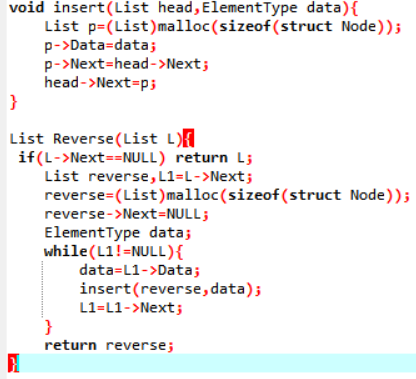 void insert(List head,ElementType data){
    List p=(List)malloc(sizeof(struct Node));
    p->Data=data;
    p->Next=head->Next;
    head->Next=p;
}

List Reverse(List L){
 if(L->Next==NULL) return L;
    List reverse,L1=L->Next;
    reverse=(List)malloc(sizeof(struct Node));
    reverse->Next=NULL;
    ElementType data;
    while(L1!=NULL){
        data=L1->Data;
        insert(reverse,data);
        L1=L1->Next;
    }
    return reverse;
}